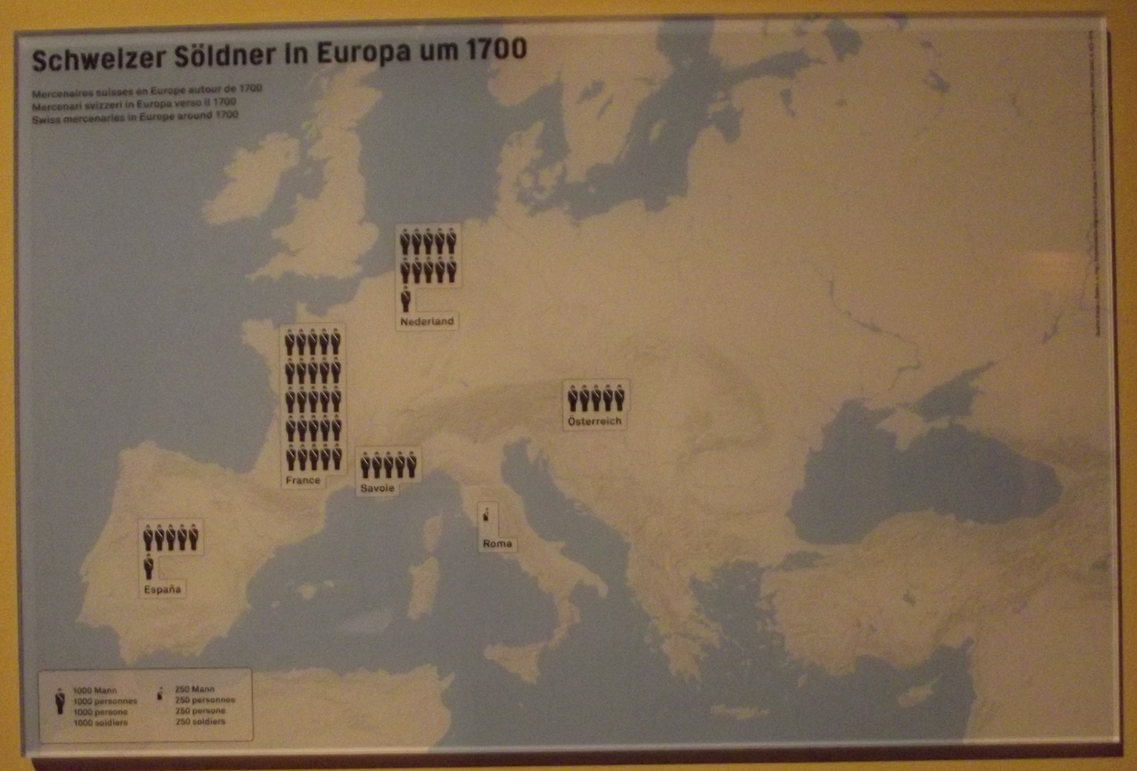 Schweizer Söldner in Europa um 1700
Mercenaires suisses en Europe autour de 1700
Mercenari svizzeri in Europa verso il 1700
Swiss mercenaries in Europe around 1700
Nederland
France
Savoie
Österreich
Roma
España
1000 Mann
1000 personnes
1000 persone
1000 soldiers
250 Mann
250 personnes
250 persone
250 soldiers